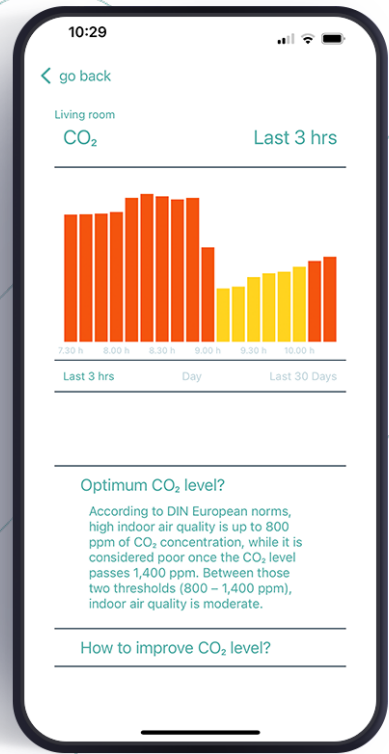 10:29
go back
Living room
CO₂ Last 3 hrs
7.30 h 8.00 h 8.30 h 9.00 h 9.30 h 10.00 h
Last 3 hrs Day Last 30 Days
Optimum CO₂ level?
According to DIN European norms,
high indoor air quality is up to 800
ppm of CO₂ concentration, while it is
considered poor once the CO₂ level
passes 1,400 ppm. Between those
two thresholds (800 – 1,400 ppm),
indoor air quality is moderate.
How to improve CO₂ level?